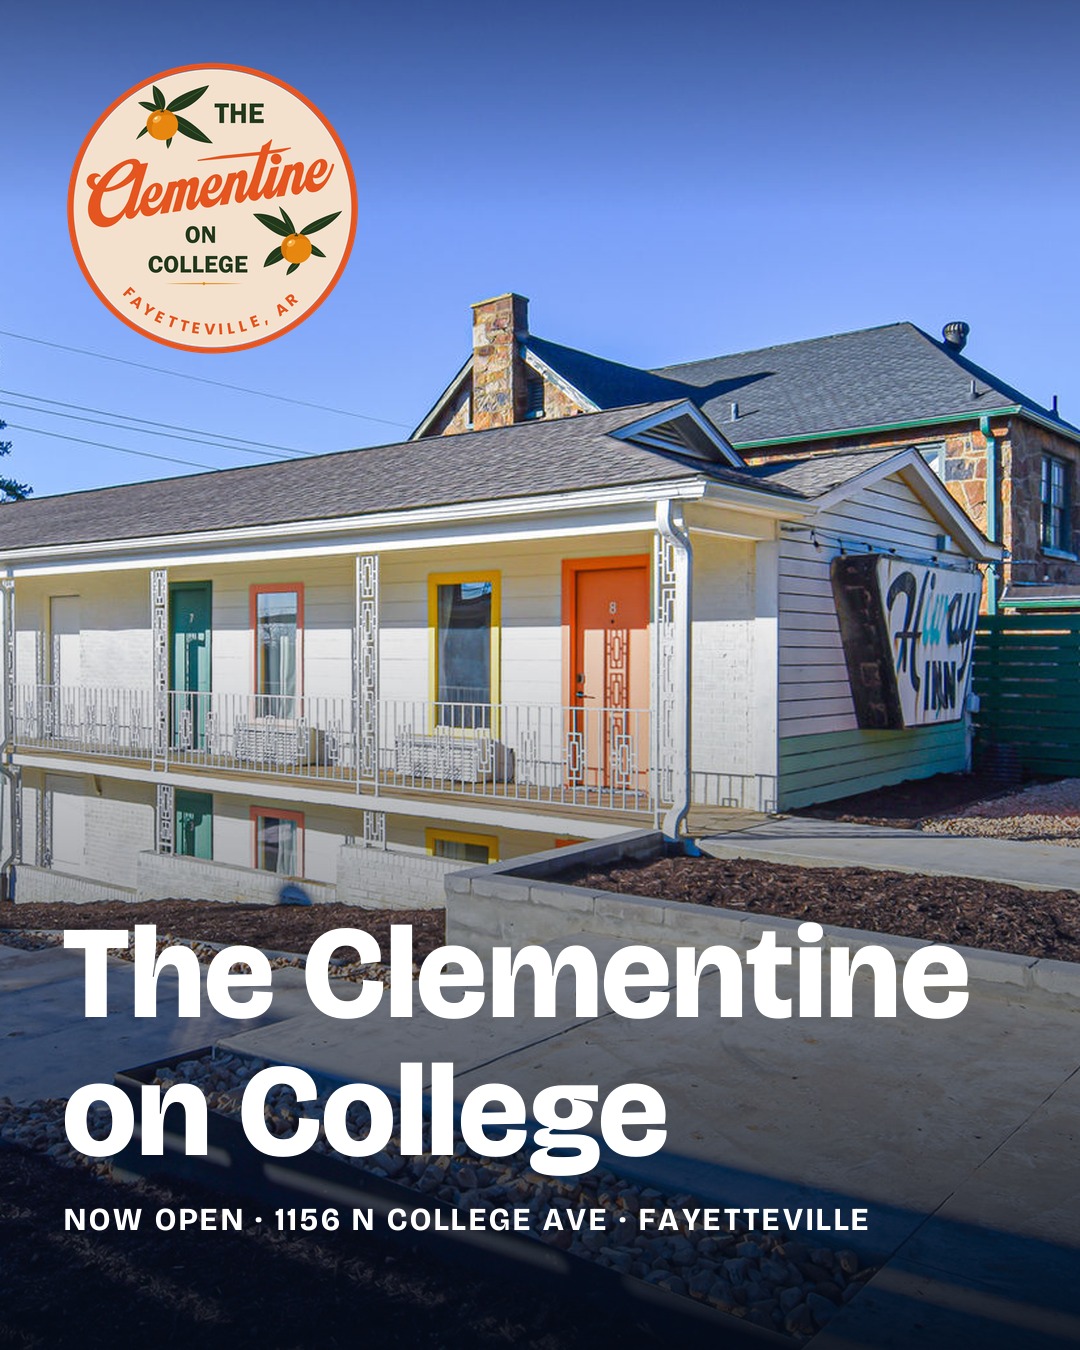 THE
Clementine
ON
COLLEGE
FAYETTEVILLE, AR
7
8
Hiway
INN
The Clementine
on College
NOW OPEN · 1156 N COLLEGE AVE · FAYETTEVILLE